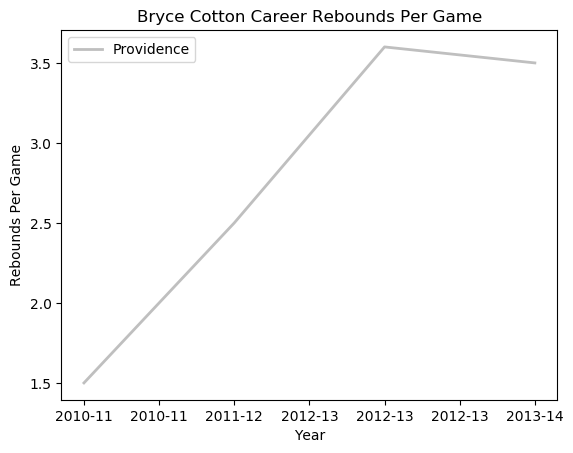 Bryce Cotton Career Rebounds Per Game
Providence
Rebounds Per Game
3.5
3.0
2.5
2.0
1.5
2010-11 2010-11 2011-12 2012-13 2012-13 2012-13 2013-14
Year